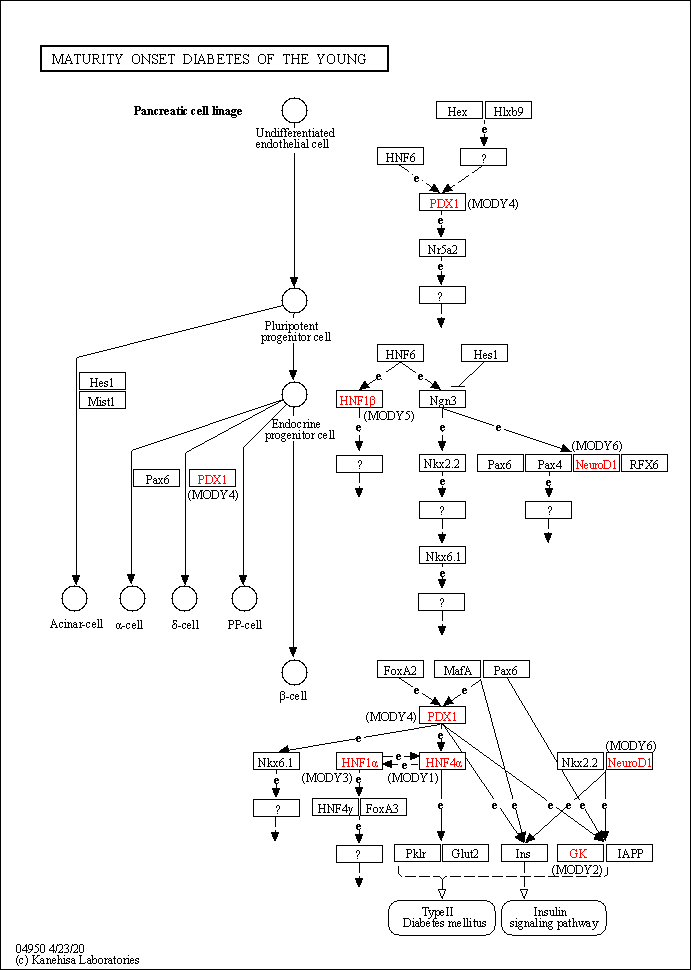 MATURITY ONSET DIABETES OF THE YOUNG
Pancreatic cell linage
Undifferentiated
endothelial cell
Hex
Hlxb9
e
HNF6
?
e
PDX1
(MODY4)
e
Nr5a2
e
?
Pluripotent
progenitor cell
Hes1
Mist1
HNF6
Hes1
e
e
HNF1β
(MODY5)
Ngn3
Endocrine
progenitor cell
e
e
(MODY6)
?
Nkx2.2
Pax6
Pax4
NeuroD1
RFX6
Pax6
PDX1
(MODY4)
e
e
?
?
e
Nkx6.1
e
?
Acinar-cell
α-cell
δ-cell
PP-cell
β-cell
FoxA2
MafA
Pax6
e
e
(MODY4)
PDX1
e
e
(MODY6)
Nkx6.1
HNF1α
e
e
HNF4α
Nkx2.2
NeuroD1
(MODY3)
(MODY1)
e
e
?
HNF4γ
FoxA3
e
e
e
e
e
e
e
e
?
Pklr
Glut2
Ins
GK
IAPP
(MODY2)
TypeII
Diabetes mellitus
Insulin
signaling pathway
04950 4/23/20
(c) Kanehisa Laboratories